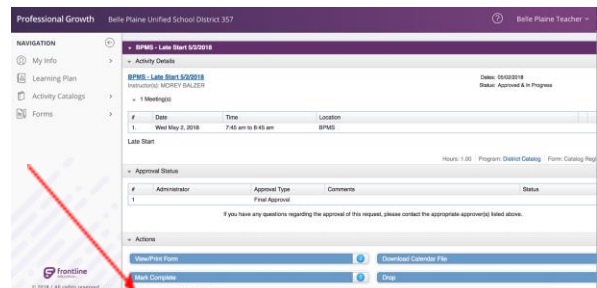 Professional Growth Belle Plaine Unified School District 357 Belle Plaine Teacher
NAVIGATION
My Info
Learning Plan
Activity Catalogs
Forms
BPMS - Late Start 5/2/2018
Activity Details
BPMS - Late Start 5/2/2018 Dates: 05/02/2018
Instructor(s): MOREY BALZER Status: Approved & In Progress
1 Meeting(s)
# Date Time Location
1. Wed May 2, 2018 7:45 am to 8:45 am BPMS
Late Start
Hours: 1.00 Program: District Catalog Form: Catalog Regi
Approval Status
# Administrator Approval Type Comments Status
1 Final Approval
If you have any questions regarding the approval of this request, please contact the appropriate approver(s) listed above.
Actions
View/Print Form Download Calendar File
Mark Complete Drop
frontline